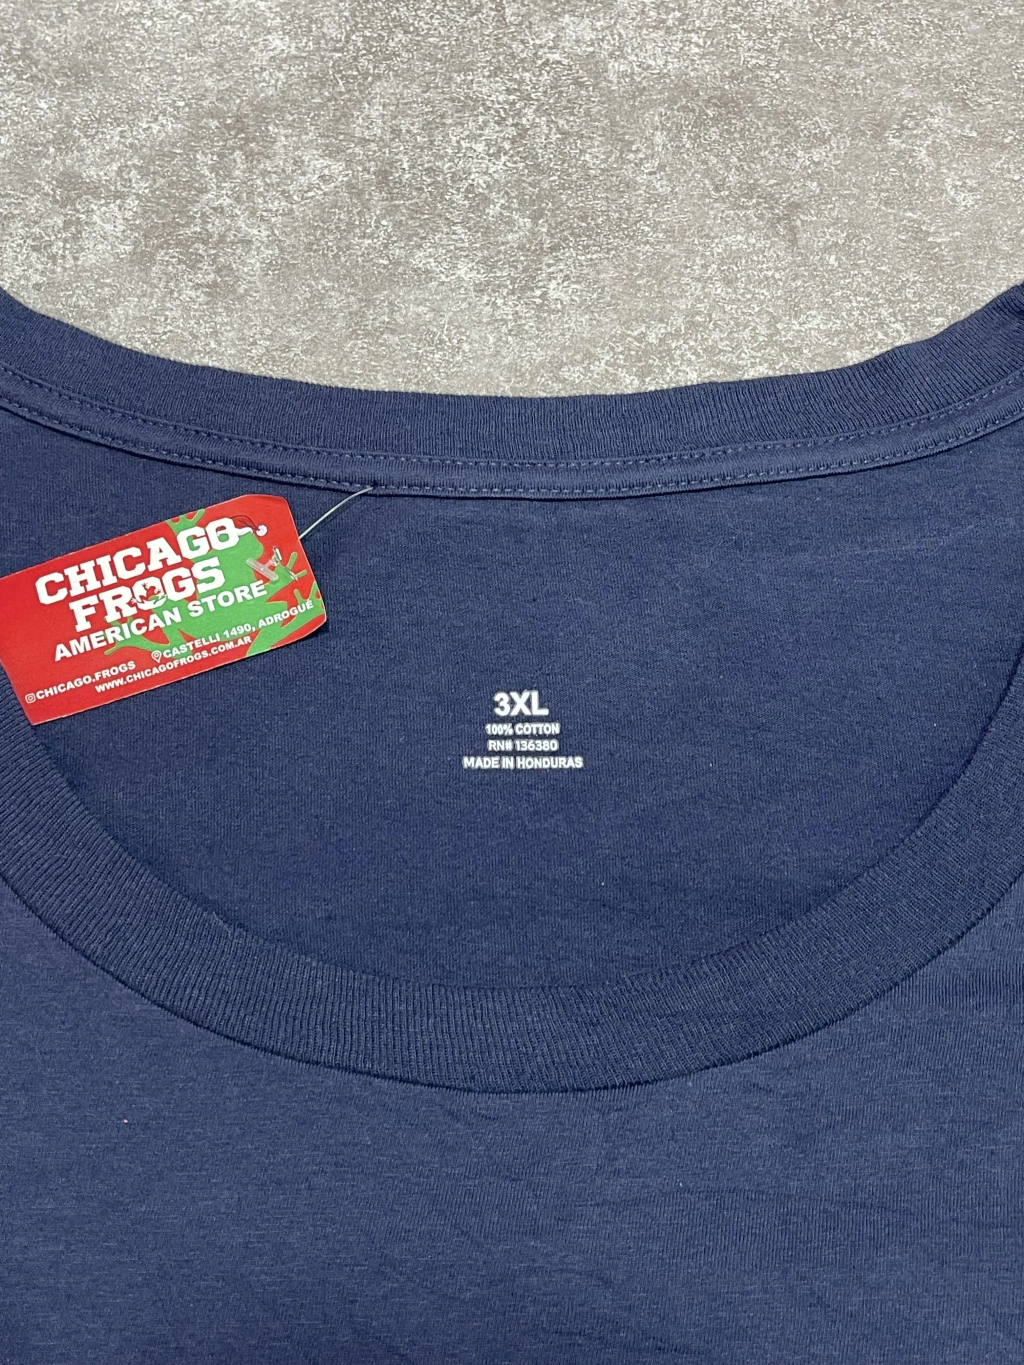 CHICAGO
FROGS
AMERICAN STORE
CASTELLI 1490, ADROGUÉ
CHICAGO.FROGS
WWW.CHICAGOFROGS.COM.AR
3XL
100% COTTON
RN# 136380
MADE IN HONDURAS